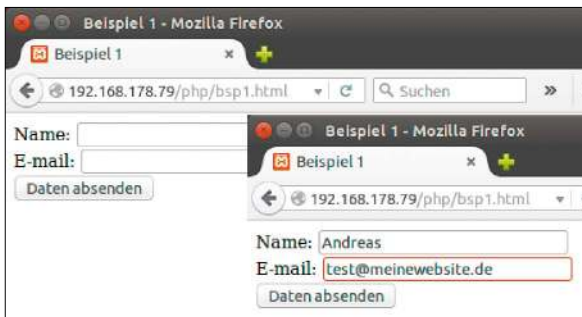 Beispiel 1 - Mozilla Firefox
Beispiel 1
192.168.178.79/php/bsp1.html
Suchen
Name:
E-mail:
Daten absenden
Beispiel 1 - Mozilla Firefox
Beispiel 1
192.168.178.79/php/bsp1.html
Name: Andreas
E-mail: test@meinewebsite.de
Daten absenden